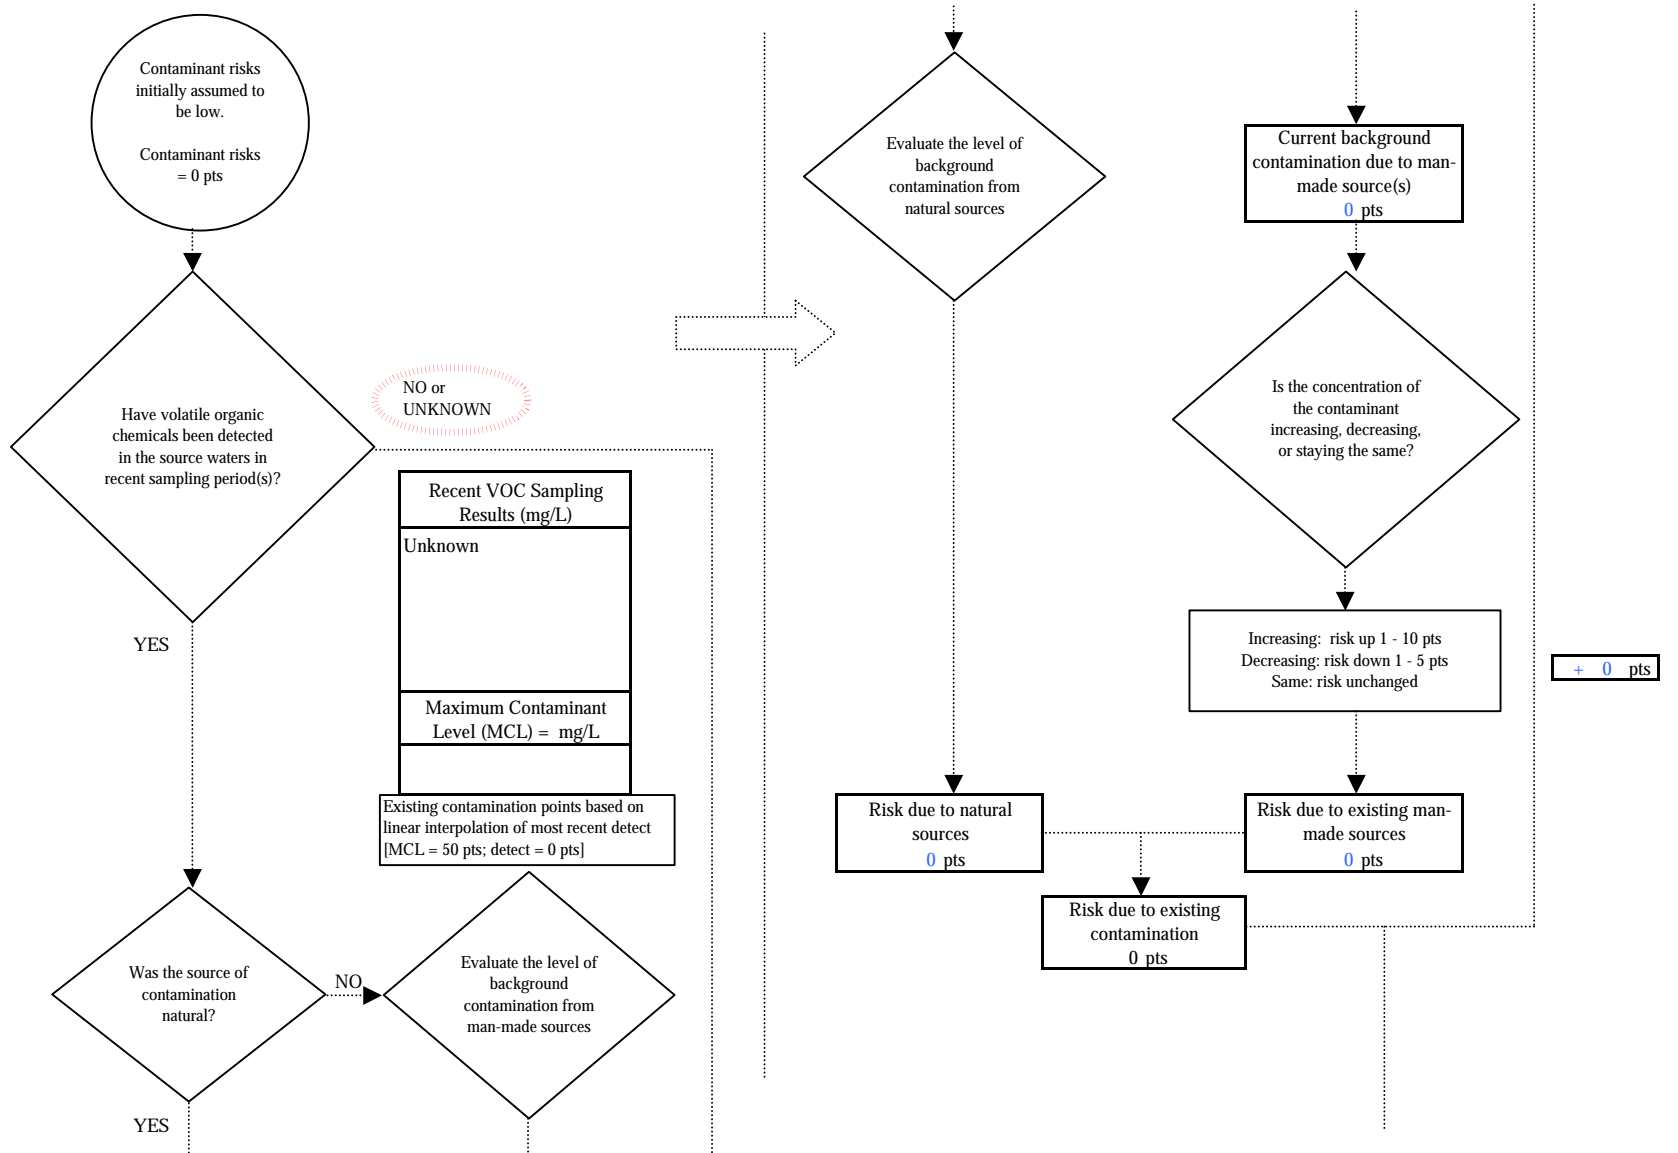 Contaminant risks
initially assumed to
be low.
Contaminant risks
= 0 pts
Have volatile organic
chemicals been detected
in the source waters in
recent sampling period(s)?
NO or
UNKNOWN
Recent VOC Sampling
Results (mg/L)
Unknown
Maximum Contaminant
Level (MCL) = mg/L
Existing contamination points based on
linear interpolation of most recent detect
[MCL = 50 pts; detect = 0 pts]
YES
Was the source of
contamination
natural?
NO
Evaluate the level of
background
contamination from
man-made sources
YES
Evaluate the level of
background
contamination from
natural sources
Current background
contamination due to man-
made source(s)
0 pts
Is the concentration of
the contaminant
increasing, decreasing,
or staying the same?
Increasing: risk up 1 - 10 pts
Decreasing: risk down 1 - 5 pts
Same: risk unchanged
+ 0 pts
Risk due to natural
sources
0 pts
Risk due to existing man-
made sources
0 pts
Risk due to existing
contamination
0 pts